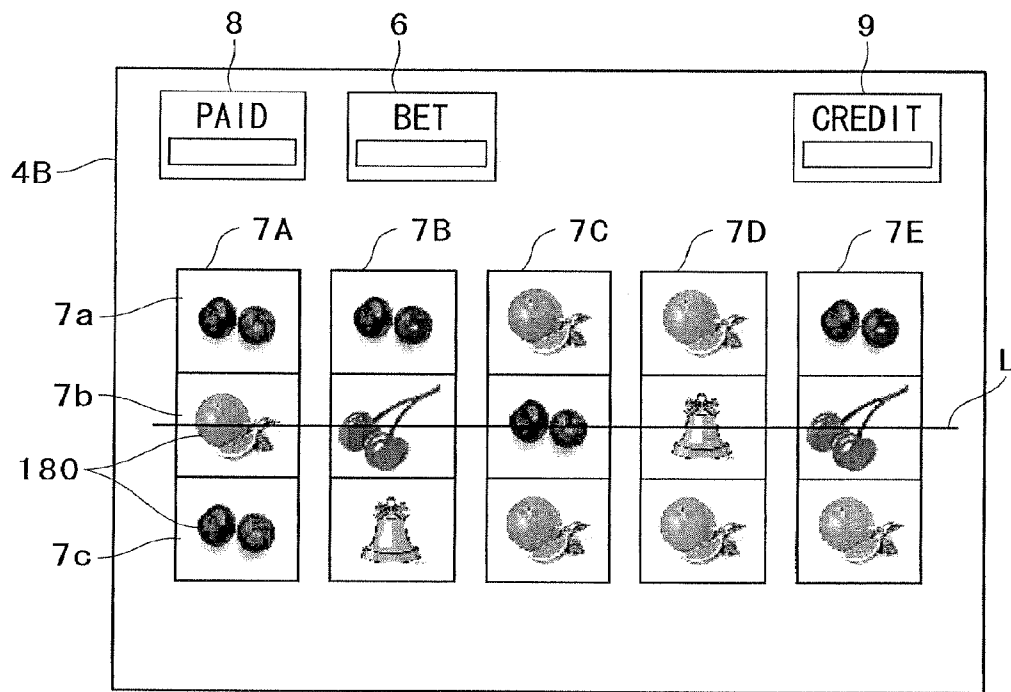 8 6 9
PAID BET CREDIT
4B
7A 7B 7C 7D 7E
7a
7b L
180
7c